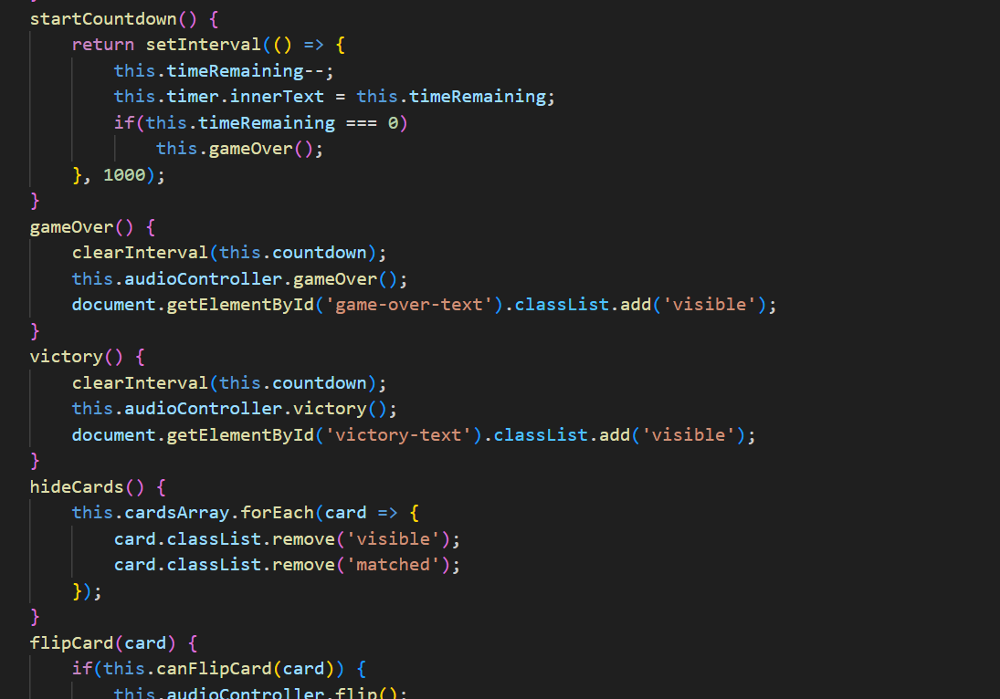 startCountdown() {
    return setInterval(() => {
        this.timeRemaining--;
        this.timer.innerText = this.timeRemaining;
        if(this.timeRemaining === 0)
            this.gameOver();
    }, 1000);
}
gameOver() {
    clearInterval(this.countdown);
    this.audioController.gameOver();
    document.getElementById('game-over-text').classList.add('visible');
}
victory() {
    clearInterval(this.countdown);
    this.audioController.victory();
    document.getElementById('victory-text').classList.add('visible');
}
hideCards() {
    this.cardsArray.forEach(card => {
        card.classList.remove('visible');
        card.classList.remove('matched');
    });
}
flipCard(card) {
    if(this.canFlipCard(card)) {
        this.audioController.flip();